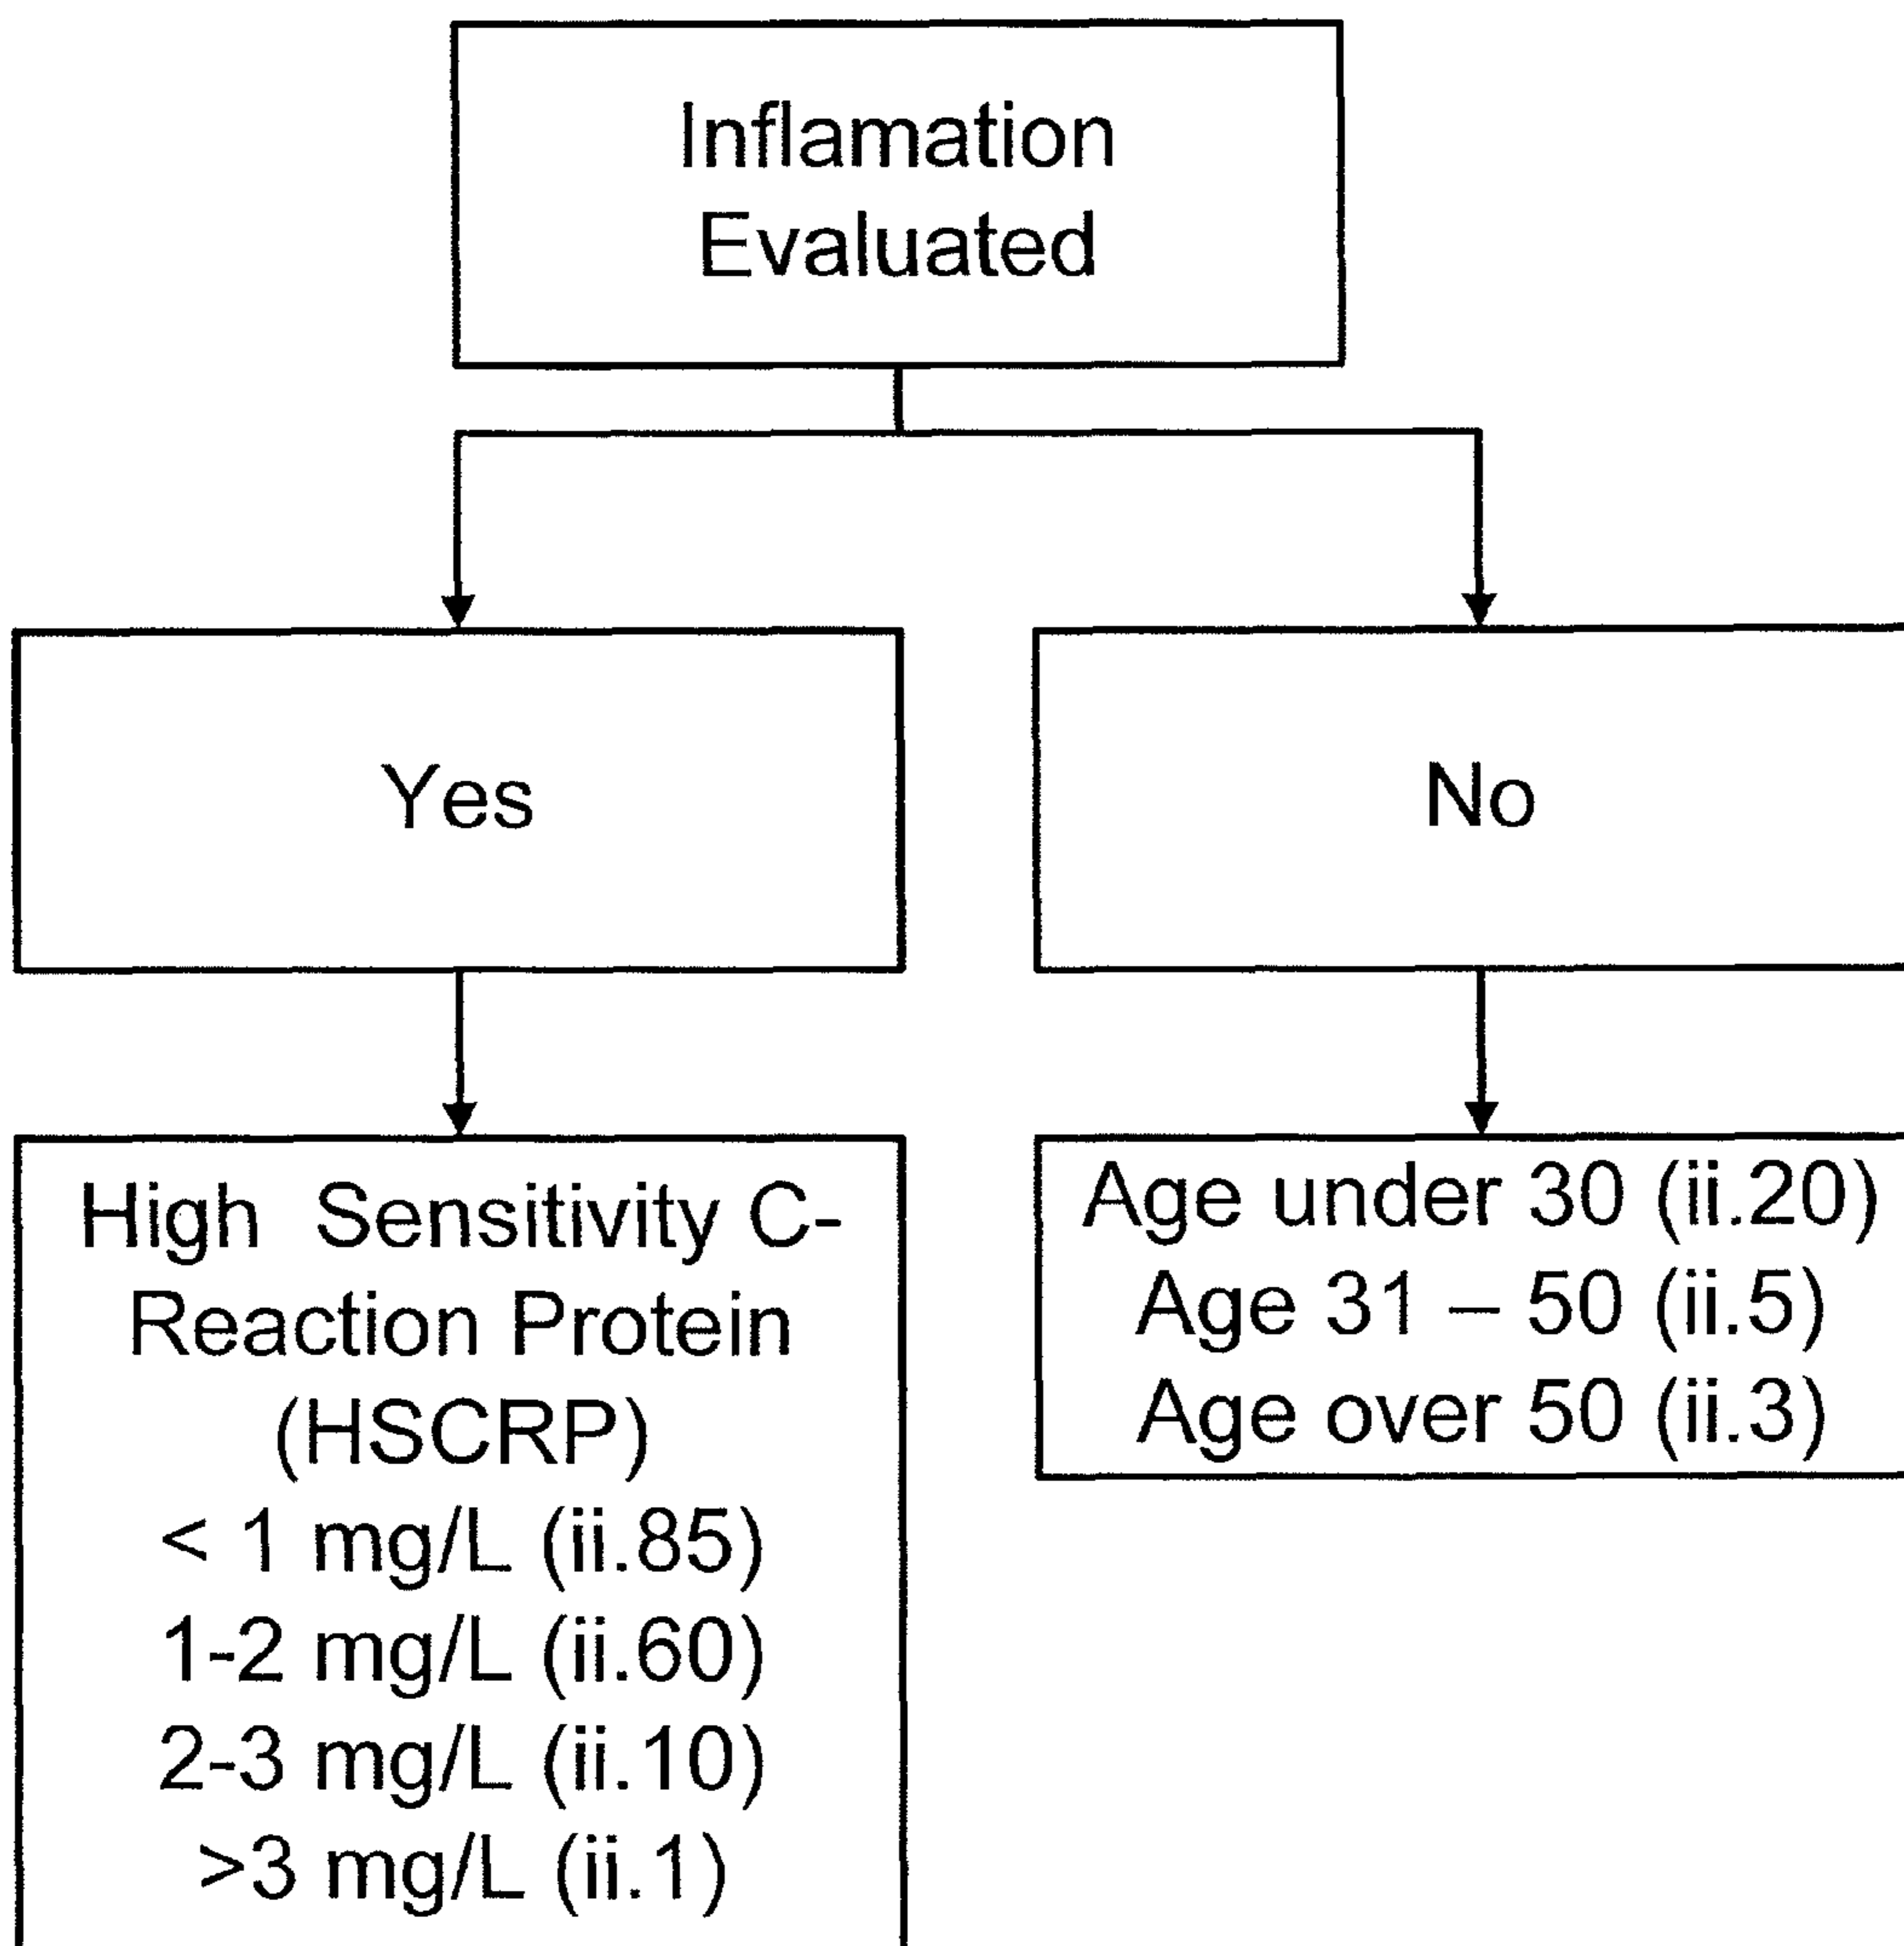 Inflamation
Evaluated
Yes
No
High Sensitivity C-
Reaction Protein
(HSCRP)
< 1 mg/L (ii.85)
1-2 mg/L (ii.60)
2-3 mg/L (ii.10)
>3 mg/L (ii.1)
Age under 30 (ii.20)
Age 31 – 50 (ii.5)
Age over 50 (ii.3)